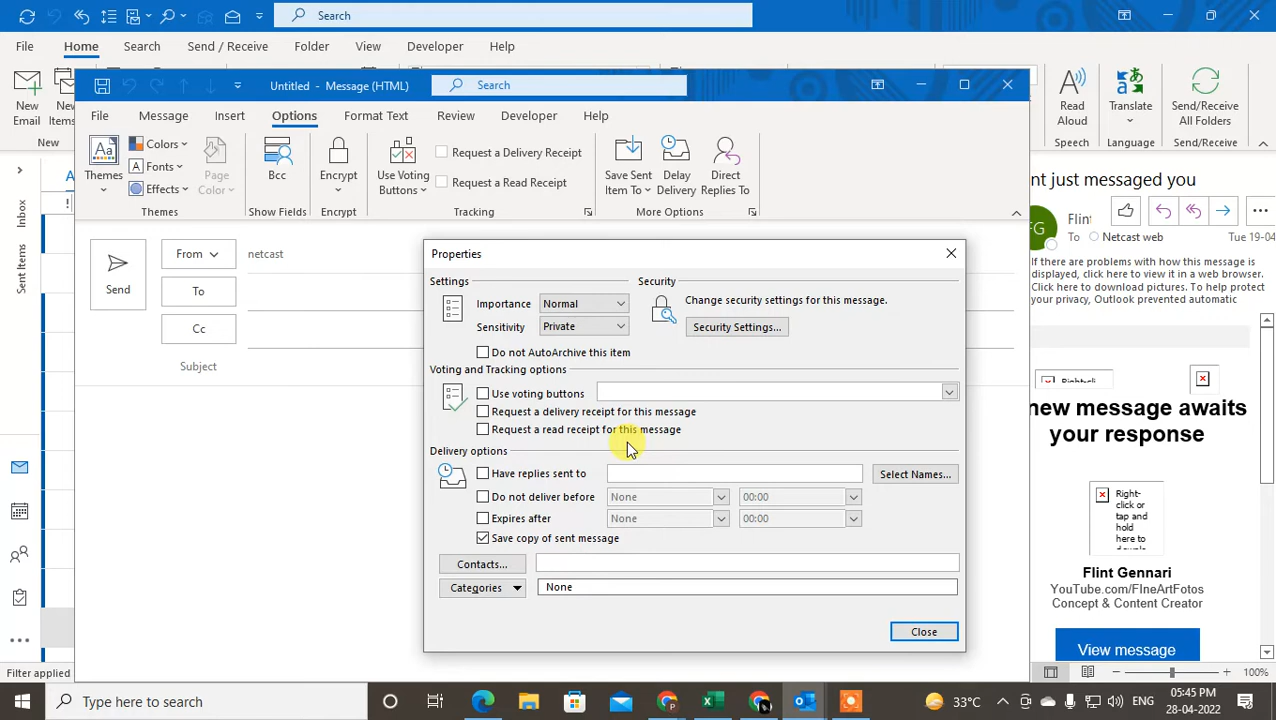 Search
File Home Search Send / Receive Folder View Developer Help
New Email
New Items
New
Read Aloud
Speech
Translate
Language
Send/Receive All Folders
Send/Receive
Untitled - Message (HTML)
Search
File Message Insert Options Format Text Review Developer Help
Themes
Colors
Fonts
Effects
Page Color
Themes
Bcc
Show Fields
Encrypt
Encrypt
Use Voting Buttons
Request a Delivery Receipt
Request a Read Receipt
Tracking
Save Sent Item To
Delay Delivery
Direct Replies To
More Options
Send
From
netcast
To
Cc
Subject
Inbox
Sent Items
Properties
Settings
Importance Normal
Sensitivity Private
Do not AutoArchive this item
Security
Change security settings for this message.
Security Settings...
Voting and Tracking options
Use voting buttons
Request a delivery receipt for this message
Request a read receipt for this message
Delivery options
Have replies sent to
Select Names...
Do not deliver before None 00:00
Expires after None 00:00
Save copy of sent message
Contacts...
Categories None
Close
nt just messaged you
FG
Flint
To Netcast web
Tue 19-04
If there are problems with how this message is
displayed, click here to view it in a web browser.
Click here to download pictures. To help protect
your privacy, Outlook prevented automatic
new message awaits
your response
Right-
click or
tap and
hold
here to
Flint Gennari
YouTube.com/FIneArtFotos
Concept & Content Creator
View message
Filter applied
100%
Type here to search
33°C
ENG
05:45 PM
28-04-2022